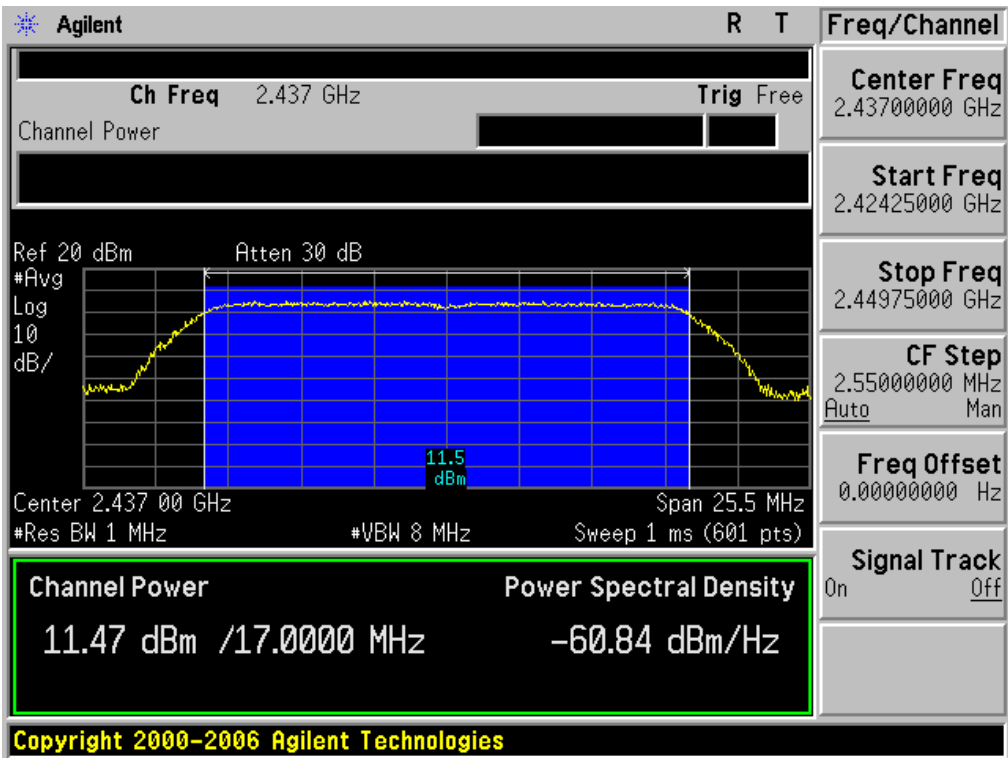 Agilent R T Freq/Channel
Ch Freq 2.437 GHz Trig Free
Channel Power
Center Freq
2.43700000 GHz
Start Freq
2.42425000 GHz
Stop Freq
2.44975000 GHz
CF Step
2.55000000 MHz
Auto Man
Freq Offset
0.00000000 Hz
Signal Track
On Off
Ref 20 dBm Atten 30 dB
#Avg
Log
10
dB/
11.5
dBm
Center 2.437 00 GHz Span 25.5 MHz
#Res BW 1 MHz #VBW 8 MHz Sweep 1 ms (601 pts)
Channel Power Power Spectral Density
11.47 dBm /17.0000 MHz -60.84 dBm/Hz
Copyright 2000-2006 Agilent Technologies